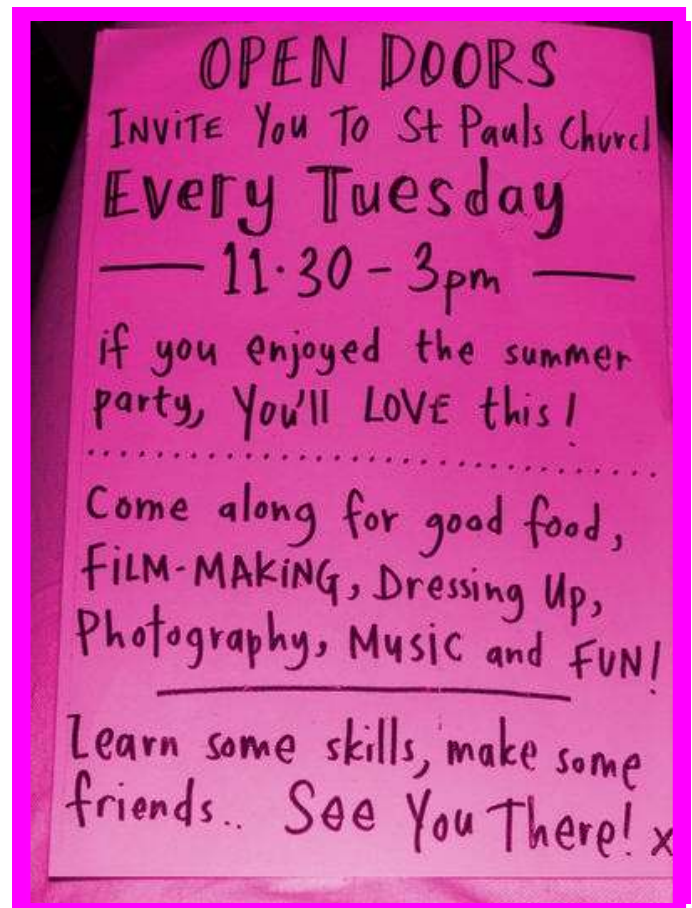 OPEN DOORS
INVITE You To St Pauls Church
Every Tuesday
— 11.30 - 3pm —
if you enjoyed the summer
party, You'll LOVE this!
Come along for good food,
FiLM-MAKiNG, Dressing Up,
Photography, Music and FUN!
Learn some skills, make some
friends.. See You There! x